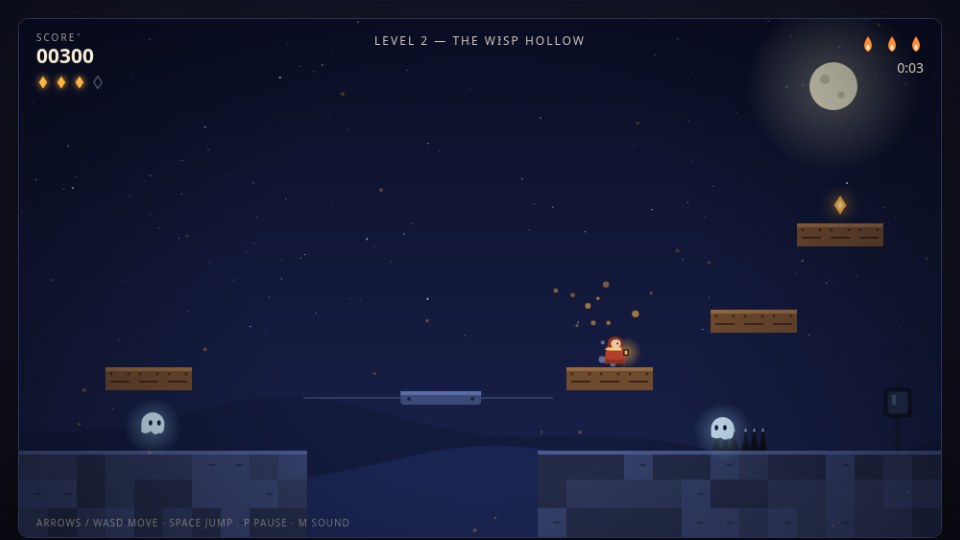 SCORE
00300
LEVEL 2 — THE WISP HOLLOW
0:03
ARROWS / WASD MOVE · SPACE JUMP · P PAUSE · M SOUND